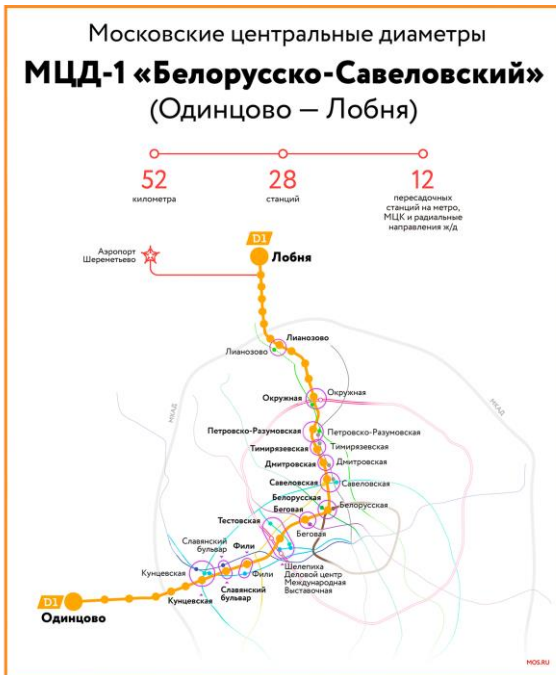 Московские центральные диаметры
МЦД-1 «Белорусско-Савеловский»
(Одинцово — Лобня)
52
километра
28
станций
12
пересадочных
станций на метро,
МЦК и радиальные
направления ж/д
D1
Аэропорт
Шереметьево
Лобня
Лианозово
Лианозово
МКАД
МКАД
Окружная
Окружная
Петровско-Разумовская
Петровско-Разумовская
Тимирязевская
Тимирязевская
Дмитровская
Дмитровская
Савеловская
Савеловская
Белорусская
Белорусская
Беговая
Беговая
Тестовская
Славянский
бульвар
Фили
Кунцевская
Фили
Шелепиха
Деловой центр
Международная
Выставочная
Славянский
бульвар
Кунцевская
D1
Одинцово
MOS.RU